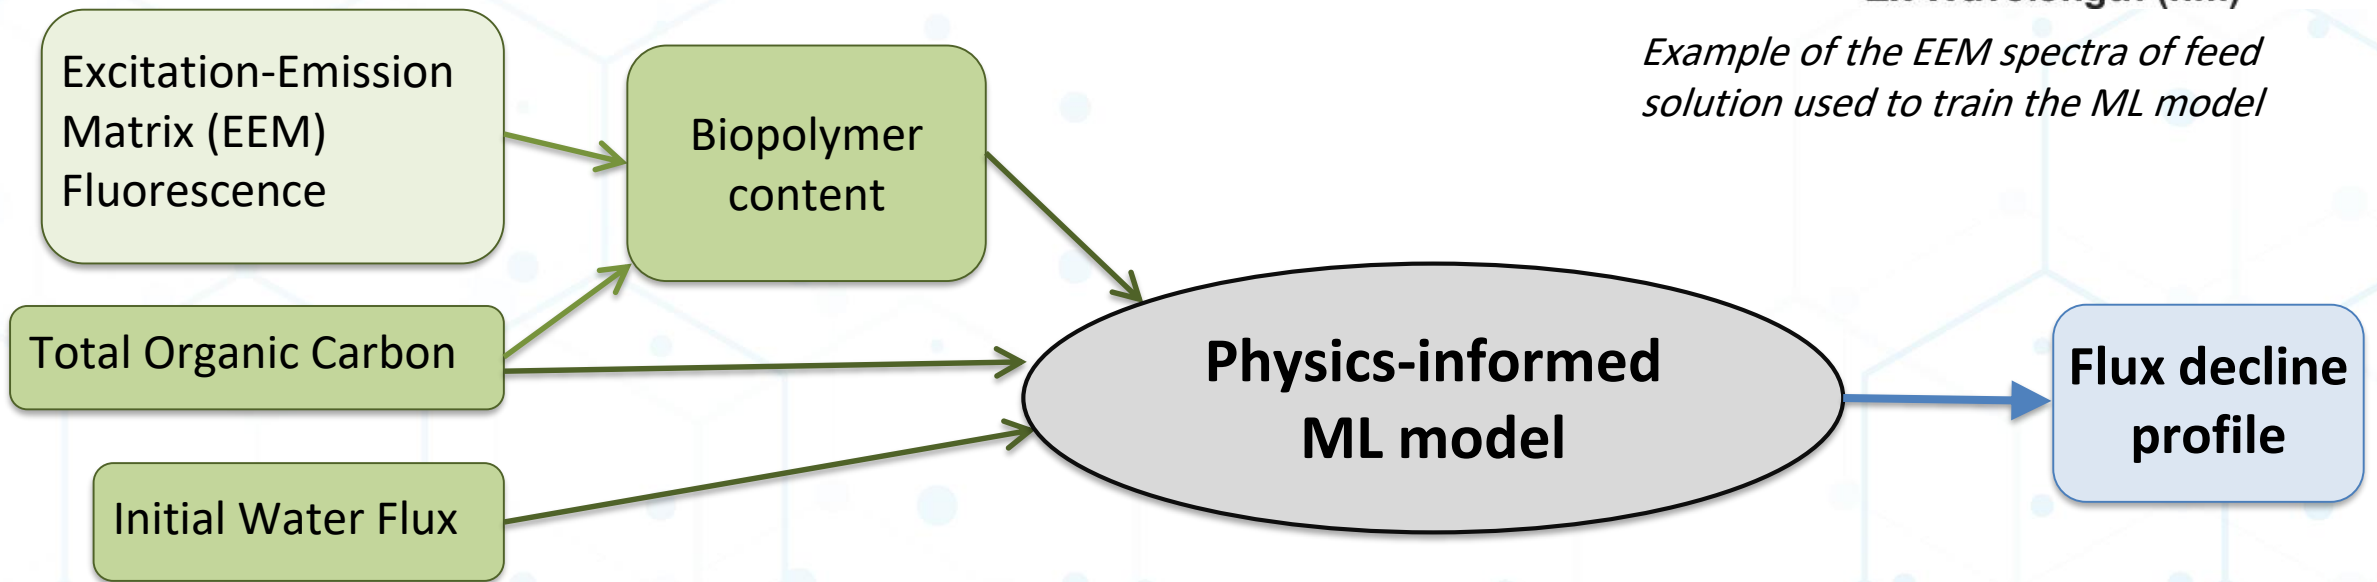 Excitation-Emission
Matrix (EEM)
Fluorescence
Biopolymer
content
Example of the EEM spectra of feed
solution used to train the ML model
Total Organic Carbon
Physics-informed
ML model
Flux decline
profile
Initial Water Flux